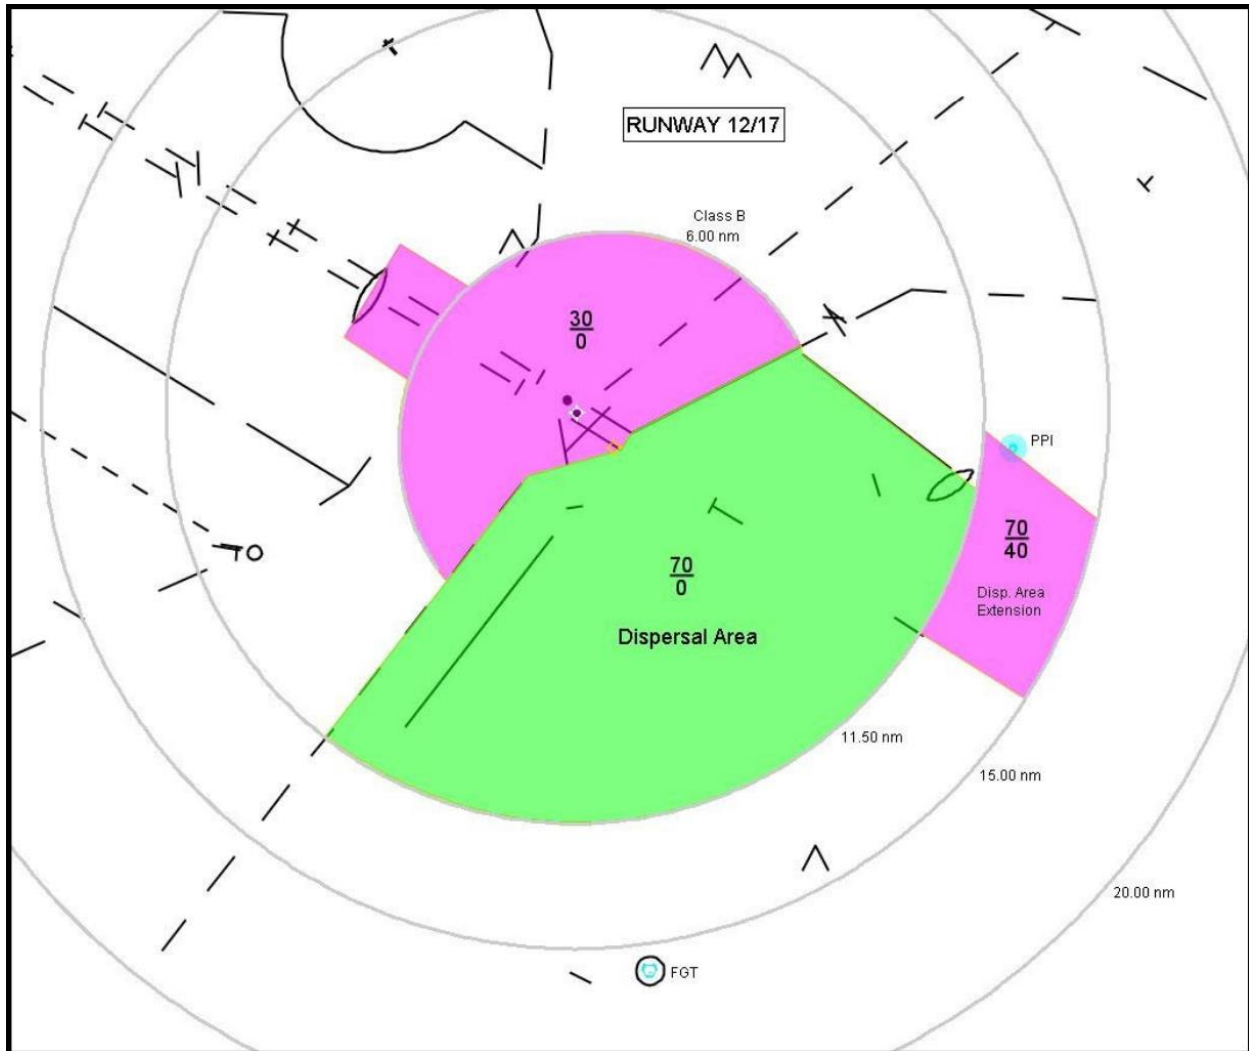 RUNWAY 12/17
Class B
6.00 nm
30
0
PPI
70
40
Disp. Area
Extension
70
0
Dispersal Area
11.50 nm
15.00 nm
20.00 nm
FGT